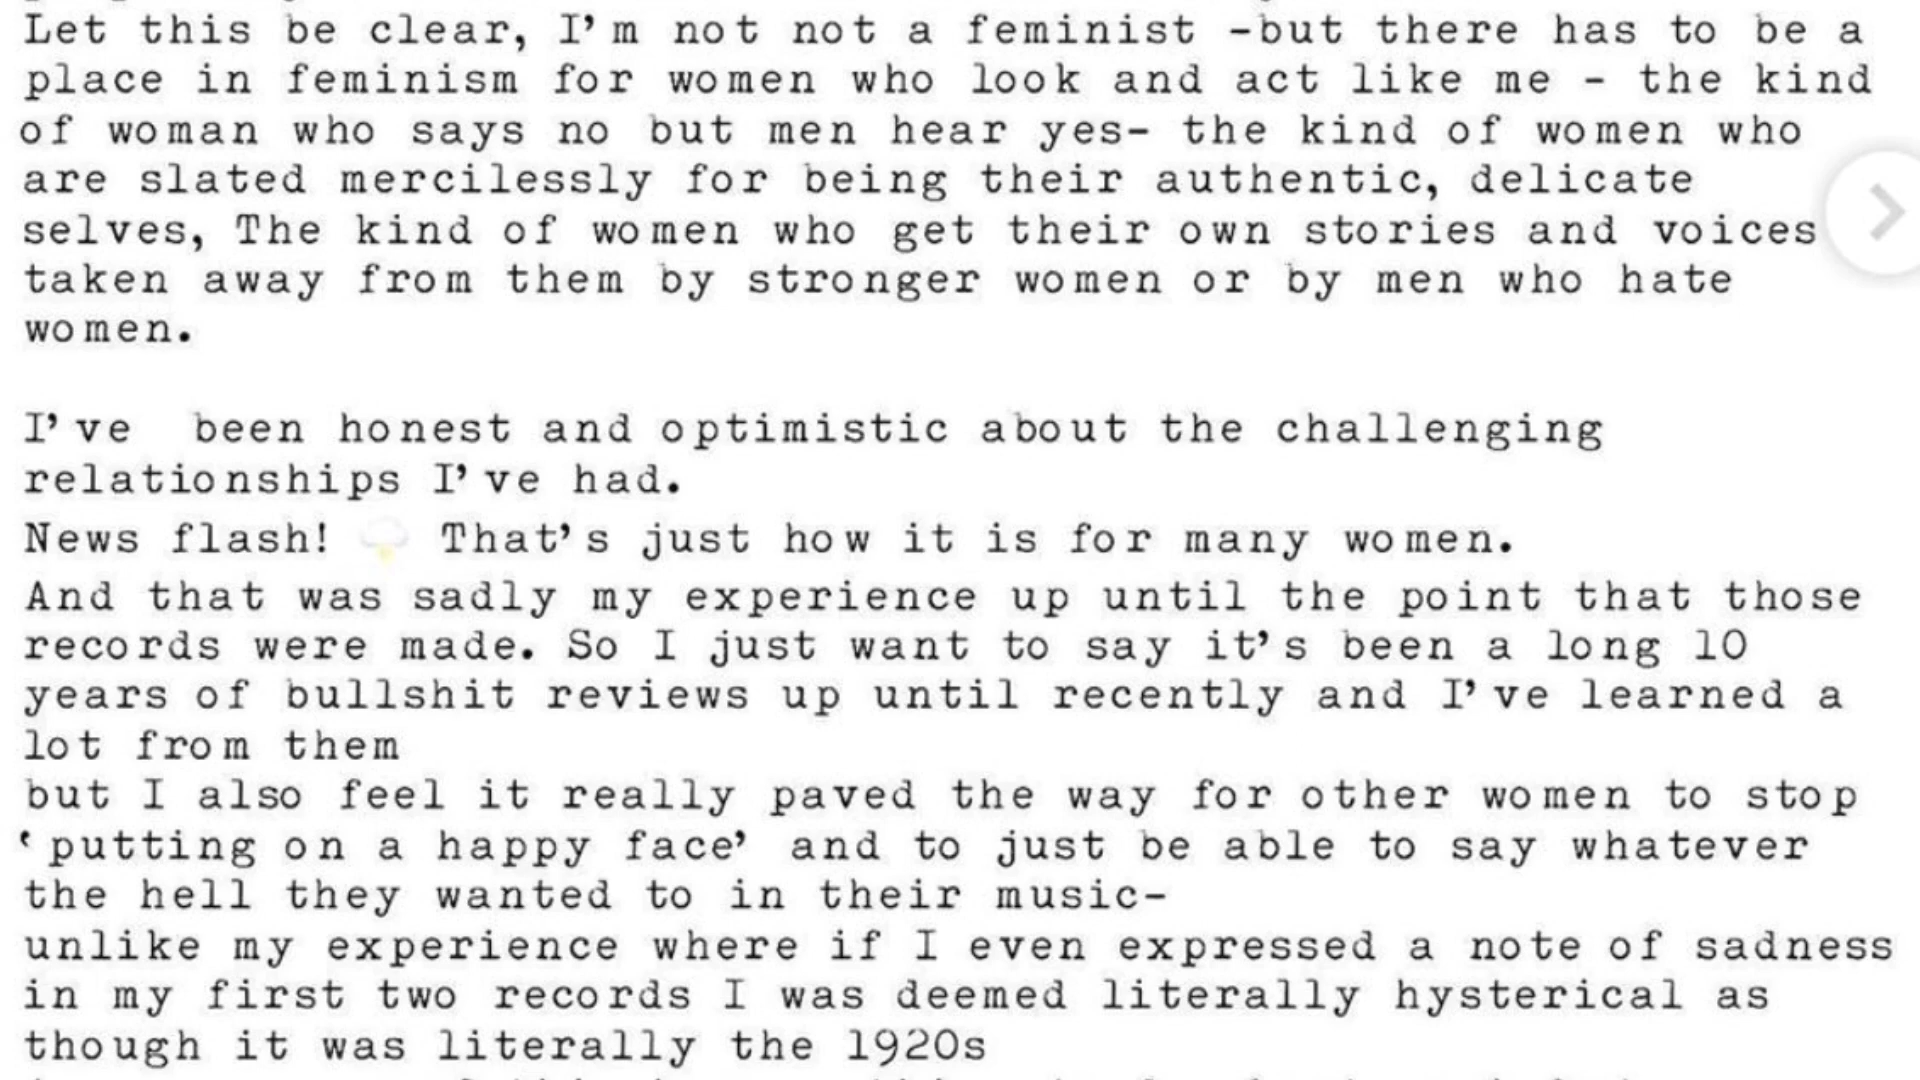 Let this be clear, I'm not not a feminist -but there has to be a
place in feminism for women who look and act like me - the kind
of woman who says no but men hear yes- the kind of women who
are slated mercilessly for being their authentic, delicate
selves, The kind of women who get their own stories and voices
taken away from them by stronger women or by men who hate
women.
I've been honest and optimistic about the challenging
relationships I've had.
News flash! 🌩 That's just how it is for many women.
And that was sadly my experience up until the point that those
records were made. So I just want to say it's been a long 10
years of bullshit reviews up until recently and I've learned a
lot from them
but I also feel it really paved the way for other women to stop
‘putting on a happy face’ and to just be able to say whatever
the hell they wanted to in their music-
unlike my experience where if I even expressed a note of sadness
in my first two records I was deemed literally hysterical as
though it was literally the 1920s